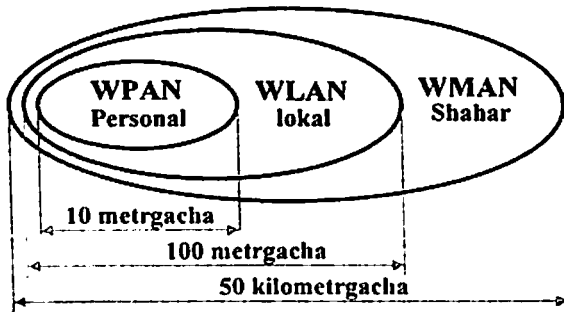 WPAN
Personal
WLAN
lokal
WMAN
Shahar
10 metrgacha
100 metrgacha
50 kilometrgacha